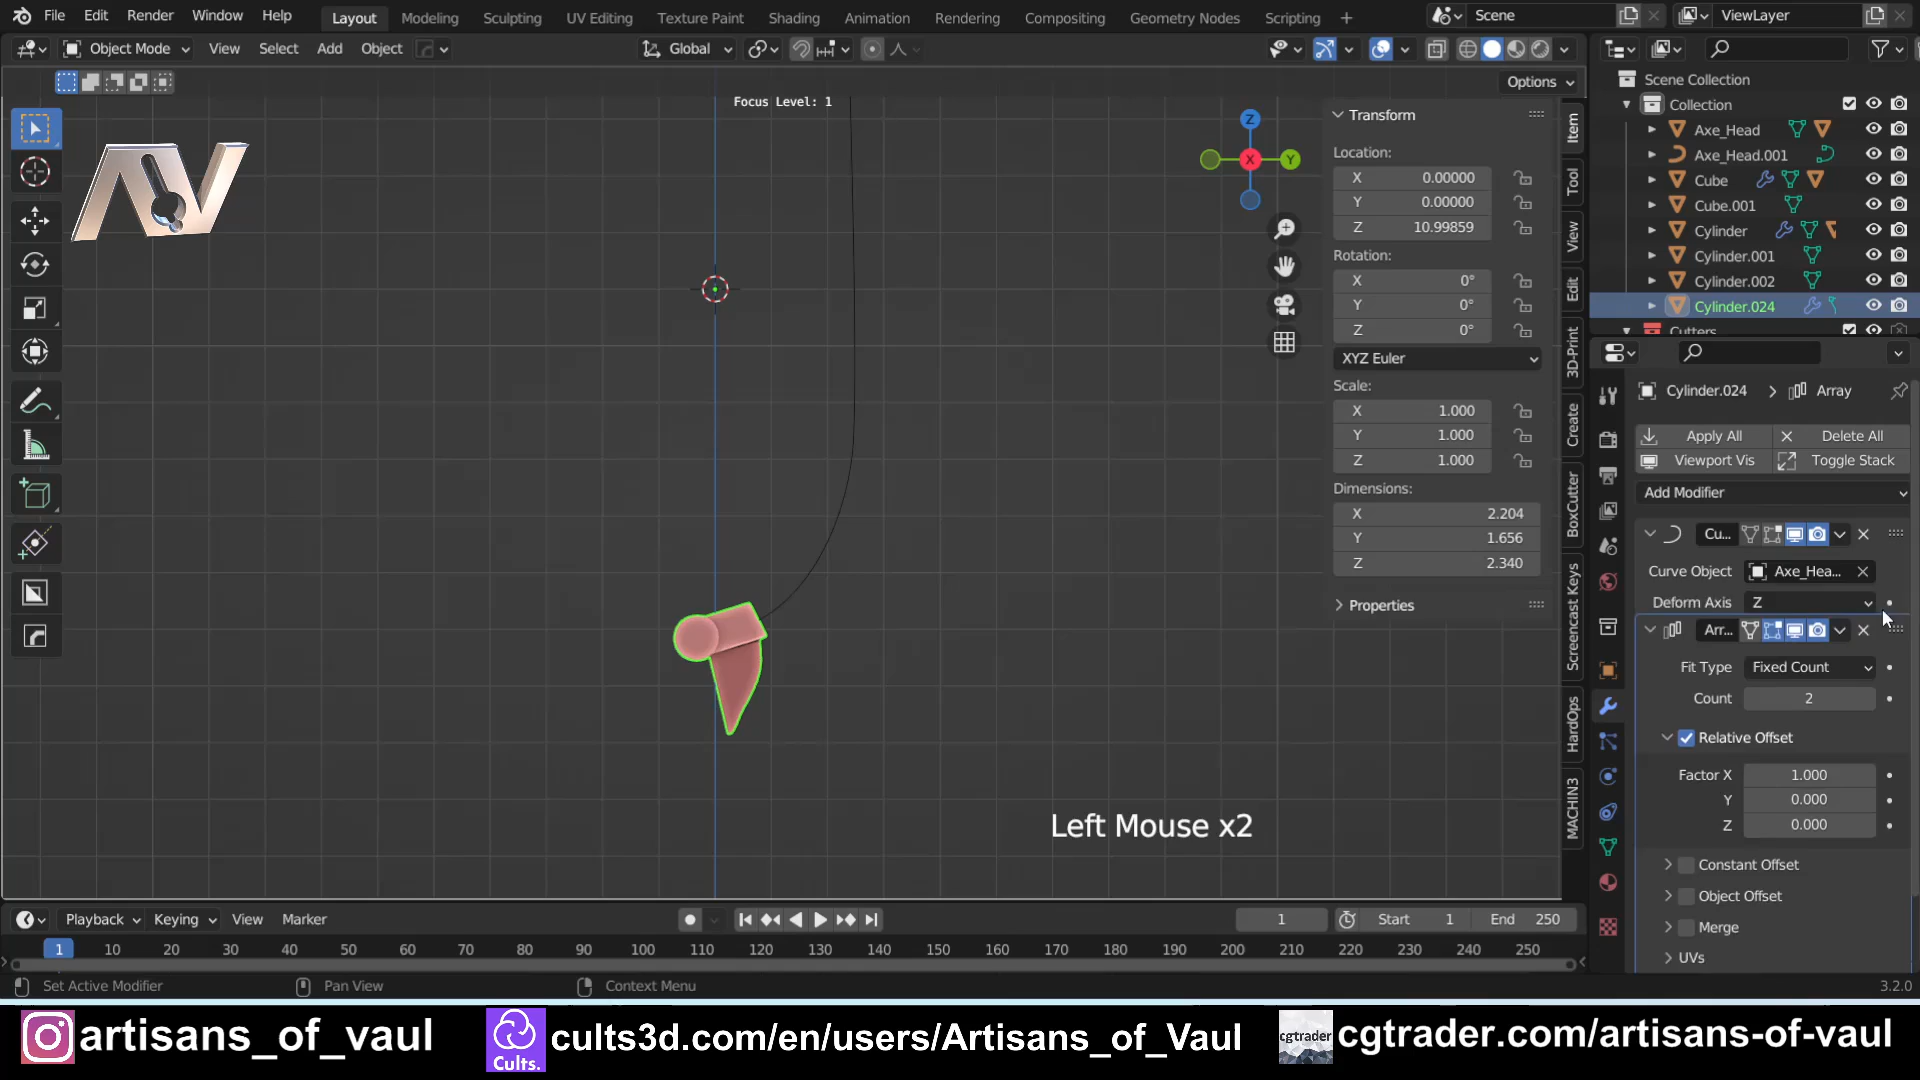 File Edit Render Window Help Layout Modeling Sculpting UV Editing Texture Paint Shading Animation Rendering Compositing Geometry Nodes Scripting + Scene ViewLayer
Object Mode View Select Add Object Global
Options
Focus Level: 1
Z
Y
X
Item
Tool
View
Edit
3D-Print
Create
BoxCutter
Screencast Keys
HardOps
MACHIN3
Transform
Location:
X 0.00000
Y 0.00000
Z 10.99859
Rotation:
X 0°
Y 0°
Z 0°
XYZ Euler
Scale:
X 1.000
Y 1.000
Z 1.000
Dimensions:
X 2.204
Y 1.656
Z 2.340
Properties
Scene Collection
Collection
Axe_Head
Axe_Head.001
Cube
Cube.001
Cylinder
Cylinder.001
Cylinder.002
Cylinder.024
Cutters
Cylinder.024 > Array
Apply All Delete All
Viewport Vis Toggle Stack
Add Modifier
Cu...
Curve Object Axe_Hea...
Deform Axis Z
Arr...
Fit Type Fixed Count
Count 2
Relative Offset
Factor X 1.000
Y 0.000
Z 0.000
Constant Offset
Object Offset
Merge
UVs
Left Mouse x2
Playback Keying View Marker 1 Start 1 End 250
1 10 20 30 40 50 60 70 80 90 100 110 120 130 140 150 160 170 180 190 200 210 220 230 240 250
Set Active Modifier Pan View Context Menu 3.2.0
artisans_of_vaul Cults. cults3d.com/en/users/Artisans_of_Vaul cgtrader cgtrader.com/artisans-of-vaul